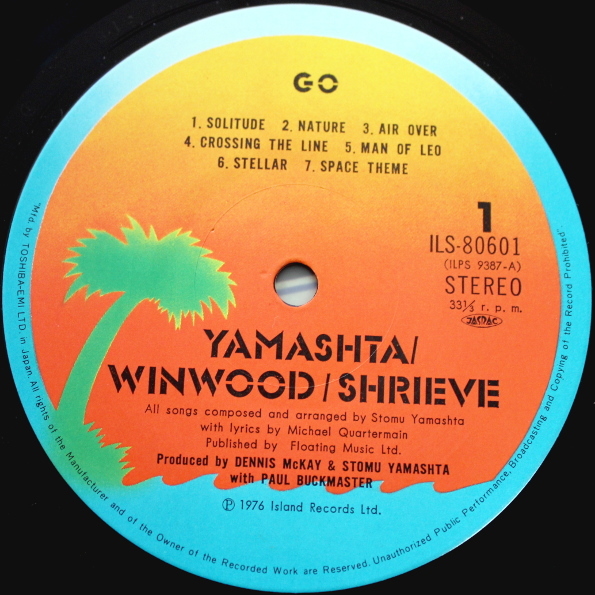 GO
1. SOLITUDE 2. NATURE 3. AIR OVER
4. CROSSING THE LINE 5. MAN OF LEO
6. STELLAR 7. SPACE THEME
1
ILS-80601
(ILPS 9387-A)
STEREO
33⅓ r. p. m.
JASRAC
YAMASHTA/
WINWOOD/SHRIEVE
All songs composed and arranged by Stomu Yamashta
with lyrics by Michael Quartermain
Published by Floating Music Ltd.
Produced by DENNIS McKAY & STOMU YAMASHTA
with PAUL BUCKMASTER
Ⓟ 1976 Island Records Ltd.
"Mfd. by TOSHIBA-EMI LTD. in Japan. All rights of the Manufacturer and of the Owner of the Recorded Work are Reserved. Unauthorized Public Performance, Broadcasting and Copying of the Record Prohibited"